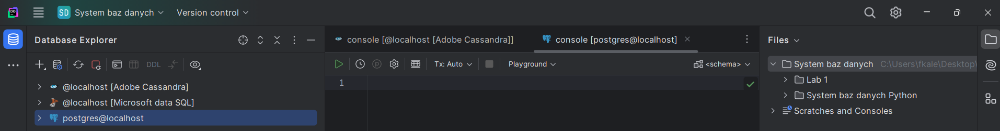 DG SD System baz danych Version control
Database Explorer
DDL
@localhost [Adobe Cassandra]
@localhost [Microsoft data SQL]
postgres@localhost
console [@localhost [Adobe Cassandra]] console [postgres@localhost]
Tx: Auto Playground <schema>
1
Files
System baz danych C:\Users\fkale\Desktop\
Lab 1
System baz danych Python
Scratches and Consoles